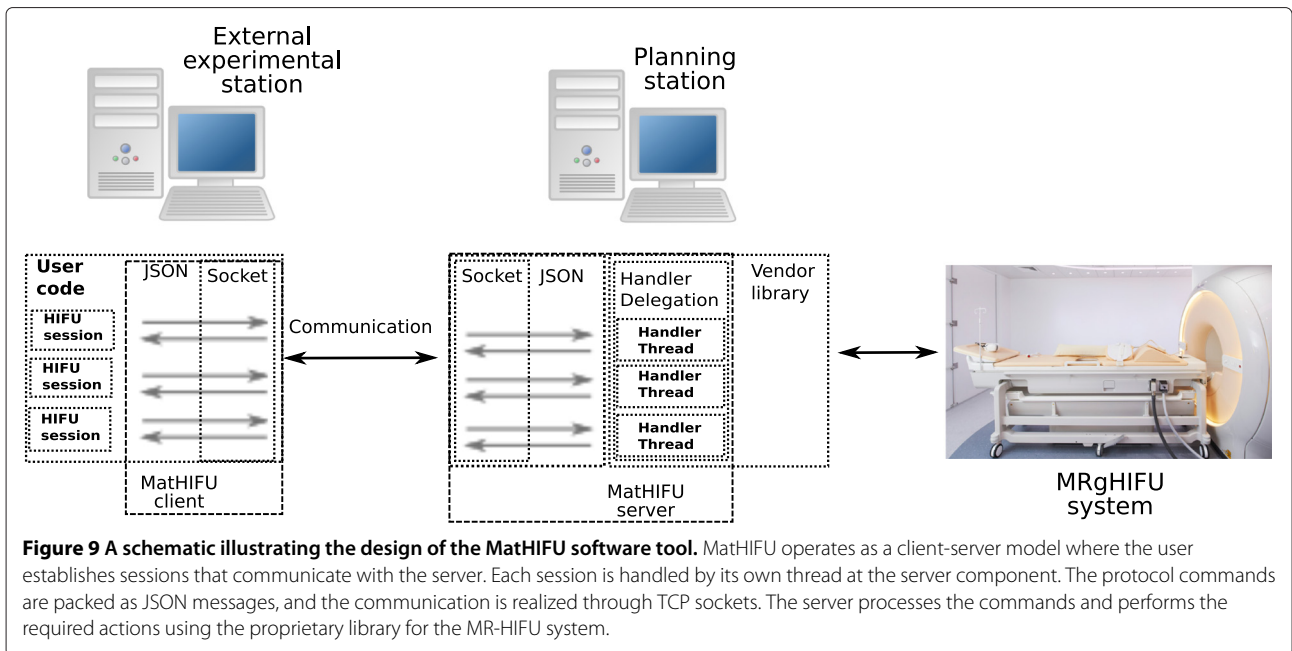 External
experimental
station
Planning
station
User
code
JSON
Socket
HIFU
session
HIFU
session
HIFU
session
MatHIFU
client
Communication
Socket
JSON
Handler
Delegation
Handler
Thread
Handler
Thread
Handler
Thread
Vendor
library
MatHIFU
server
MRgHIFU
system
Figure 9 A schematic illustrating the design of the MatHIFU software tool. MatHIFU operates as a client-server model where the user
establishes sessions that communicate with the server. Each session is handled by its own thread at the server component. The protocol commands
are packed as JSON messages, and the communication is realized through TCP sockets. The server processes the commands and performs the
required actions using the proprietary library for the MR-HIFU system.